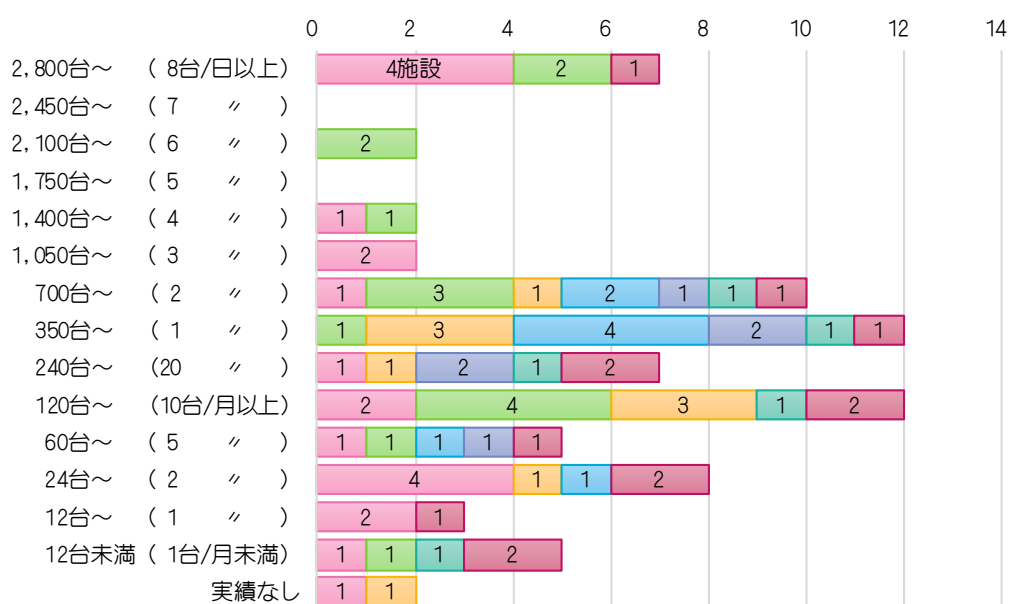 0 2 4 6 8 10 12 14
2,800台～ ( 8台/日以上) 4施設 2 1
2,450台～ ( 7 〃 )
2,100台～ ( 6 〃 ) 2
1,750台～ ( 5 〃 )
1,400台～ ( 4 〃 ) 1 1
1,050台～ ( 3 〃 ) 2
700台～ ( 2 〃 ) 1 3 1 2 1 1 1
350台～ ( 1 〃 ) 1 3 4 2 1 1
240台～ (20 〃 ) 1 1 2 1 2
120台～ (10台/月以上) 2 4 3 1 2
60台～ ( 5 〃 ) 1 1 1 1 1
24台～ ( 2 〃 ) 4 1 1 2
12台～ ( 1 〃 ) 2 1
12台未満 ( 1台/月未満) 1 1 1 2
実績なし 1 1